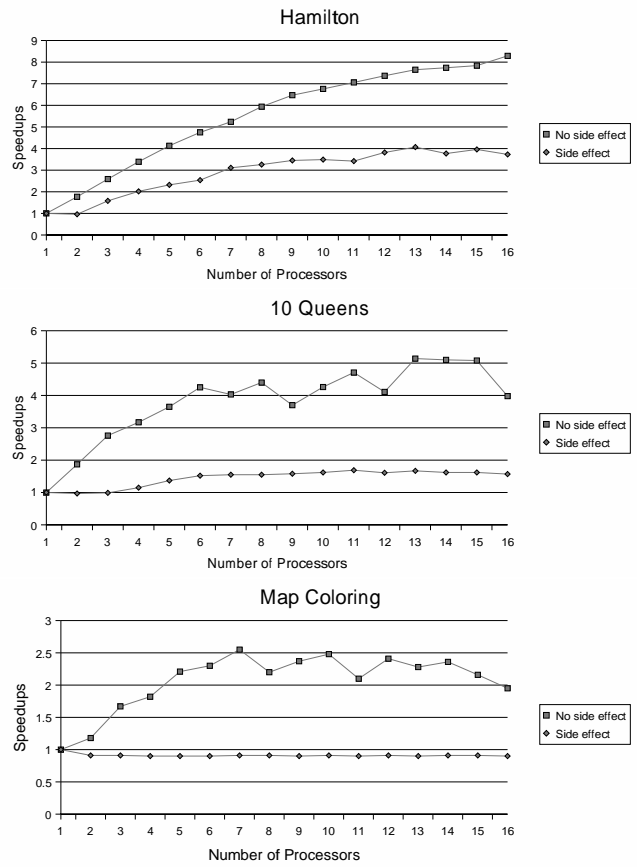 Hamilton
9
8
7
6
5
4
3
2
1
0
Speedups
1 2 3 4 5 6 7 8 9 10 11 12 13 14 15 16
Number of Processors
No side effect
Side effect
10 Queens
6
5
4
3
2
1
0
Speedups
1 2 3 4 5 6 7 8 9 10 11 12 13 14 15 16
Number of Processors
No side effect
Side effect
Map Coloring
3
2.5
2
1.5
1
0.5
0
Speedups
1 2 3 4 5 6 7 8 9 10 11 12 13 14 15 16
Number of Processors
No side effect
Side effect